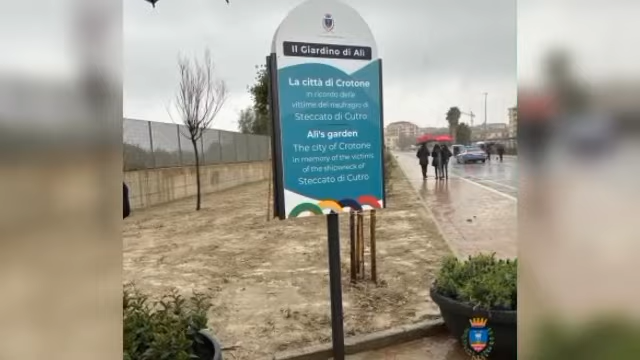 Il Giardino di Alì
La città di Crotone
in ricordo delle
vittime del naufragio di
Steccato di Cutro
Alì's garden
The city of Crotone
in memory of the victims
of the shipwreck of
Steccato di Cutro